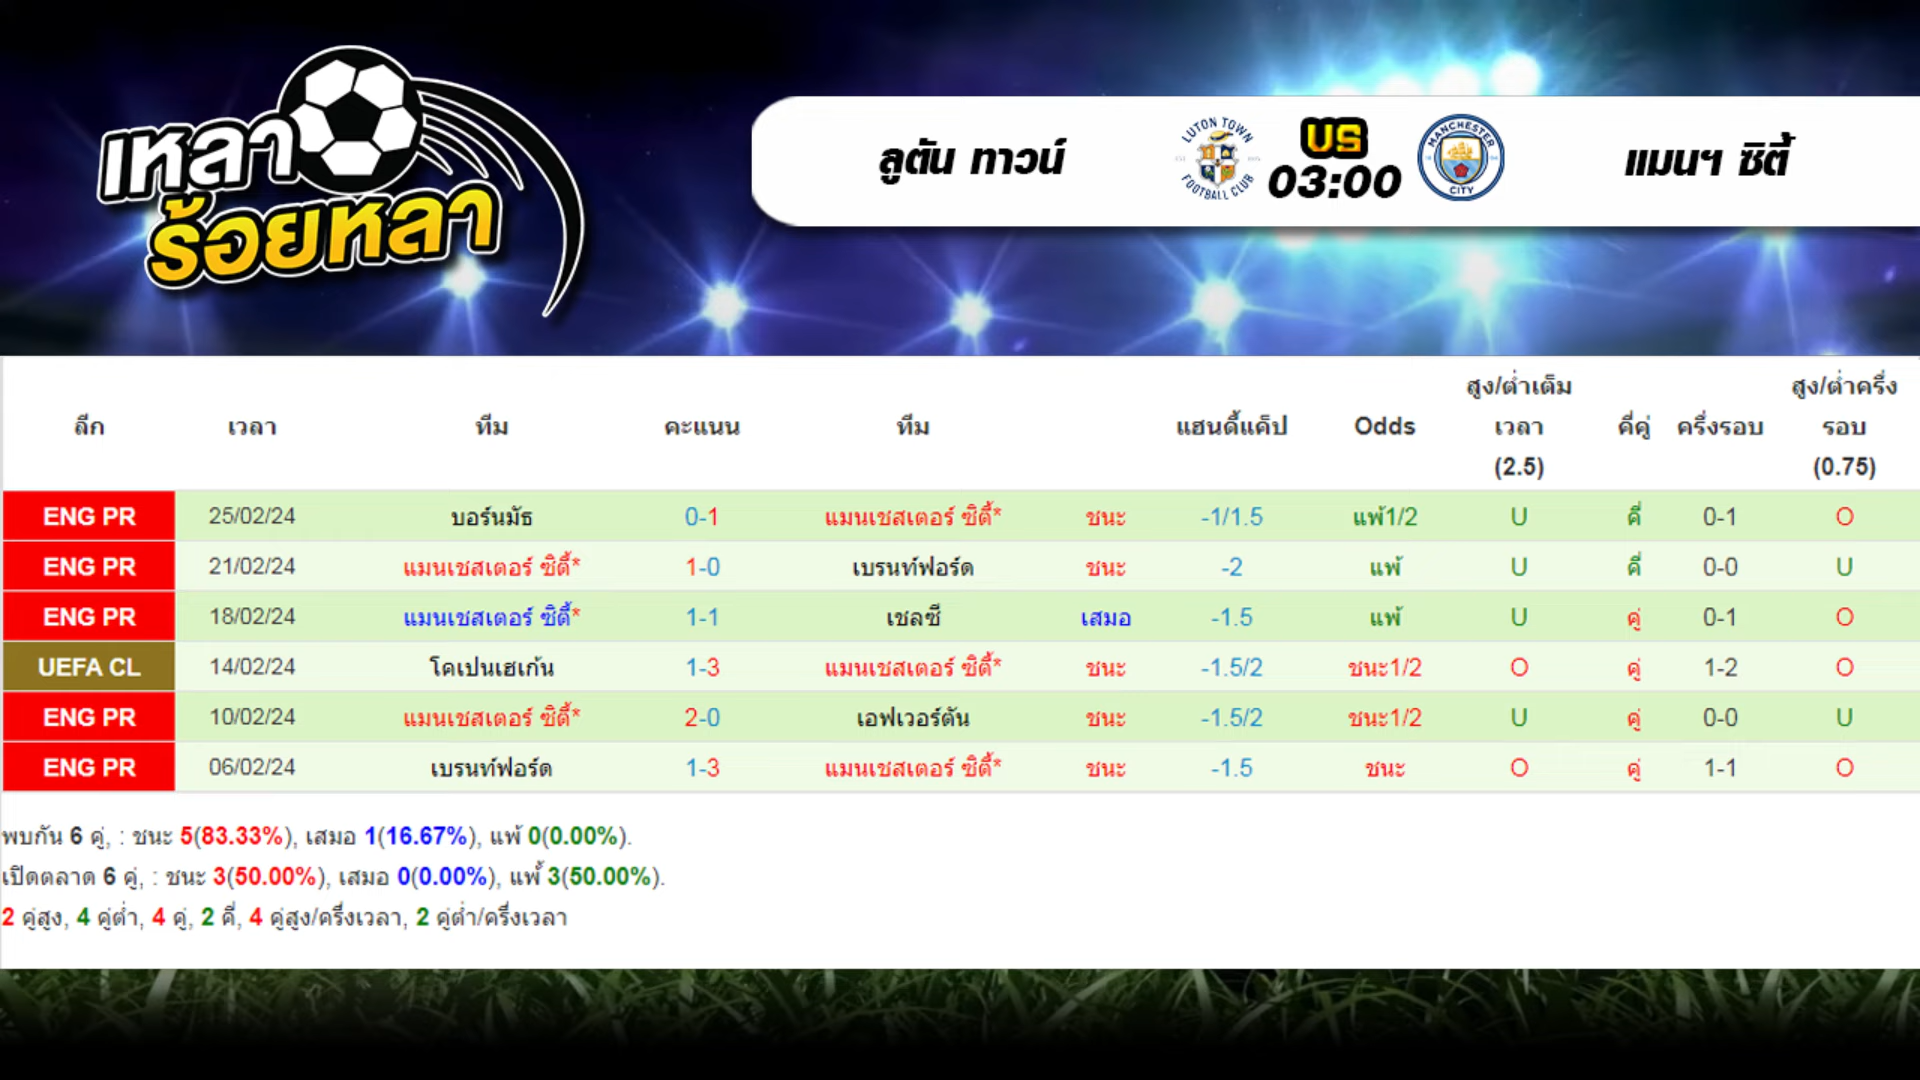 เหลา
ร้อยหลา
ลูตัน ทาวน์
LUTON TOWN
FOOTBALL CLUB
US
03:00
MANCHESTER
CITY
แมนฯ ซิตี้
ลีก เวลา ทีม คะแนน ทีม แฮนดี้แค็ป Odds สูง/ต่ำเต็มเวลา (2.5) คี่คู่ ครึ่งรอบ สูง/ต่ำครึ่งรอบ (0.75)
ENG PR 25/02/24 บอร์นมัธ 0-1 แมนเชสเตอร์ ซิตี้* ชนะ -1/1.5 แพ้1/2 U คี่ 0-1 O
ENG PR 21/02/24 แมนเชสเตอร์ ซิตี้* 1-0 เบรนท์ฟอร์ด ชนะ -2 แพ้ U คี่ 0-0 U
ENG PR 18/02/24 แมนเชสเตอร์ ซิตี้* 1-1 เชลซี เสมอ -1.5 แพ้ U คู่ 0-1 O
UEFA CL 14/02/24 โคเปนเฮเก้น 1-3 แมนเชสเตอร์ ซิตี้* ชนะ -1.5/2 ชนะ1/2 O คู่ 1-2 O
ENG PR 10/02/24 แมนเชสเตอร์ ซิตี้* 2-0 เอฟเวอร์ตัน ชนะ -1.5/2 ชนะ1/2 U คู่ 0-0 U
ENG PR 06/02/24 เบรนท์ฟอร์ด 1-3 แมนเชสเตอร์ ซิตี้* ชนะ -1.5 ชนะ O คู่ 1-1 O
พบกัน 6 คู่, : ชนะ 5(83.33%), เสมอ 1(16.67%), แพ้ 0(0.00%).
เปิดตลาด 6 คู่, : ชนะ 3(50.00%), เสมอ 0(0.00%), แพ้ 3(50.00%).
2 คู่สูง, 4 คู่ต่ำ, 4 คู่, 2 คี่, 4 คู่สูง/ครึ่งเวลา, 2 คู่ต่ำ/ครึ่งเวลา